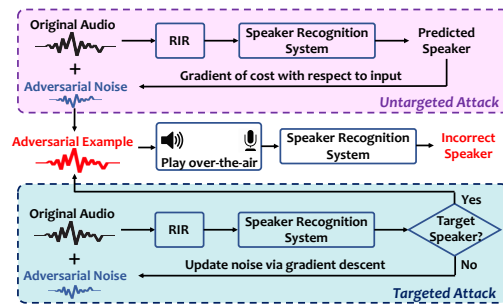 Original Audio
RIR
Speaker Recognition
System
Predicted
Speaker
+
Adversarial Noise
Gradient of cost with respect to input
Untargeted Attack
Adversarial Example
Play over-the-air
Speaker Recognition
System
Incorrect
Speaker
Yes
Original Audio
RIR
Speaker Recognition
System
Target
Speaker?
+
Adversarial Noise
Update noise via gradient descent
No
Targeted Attack